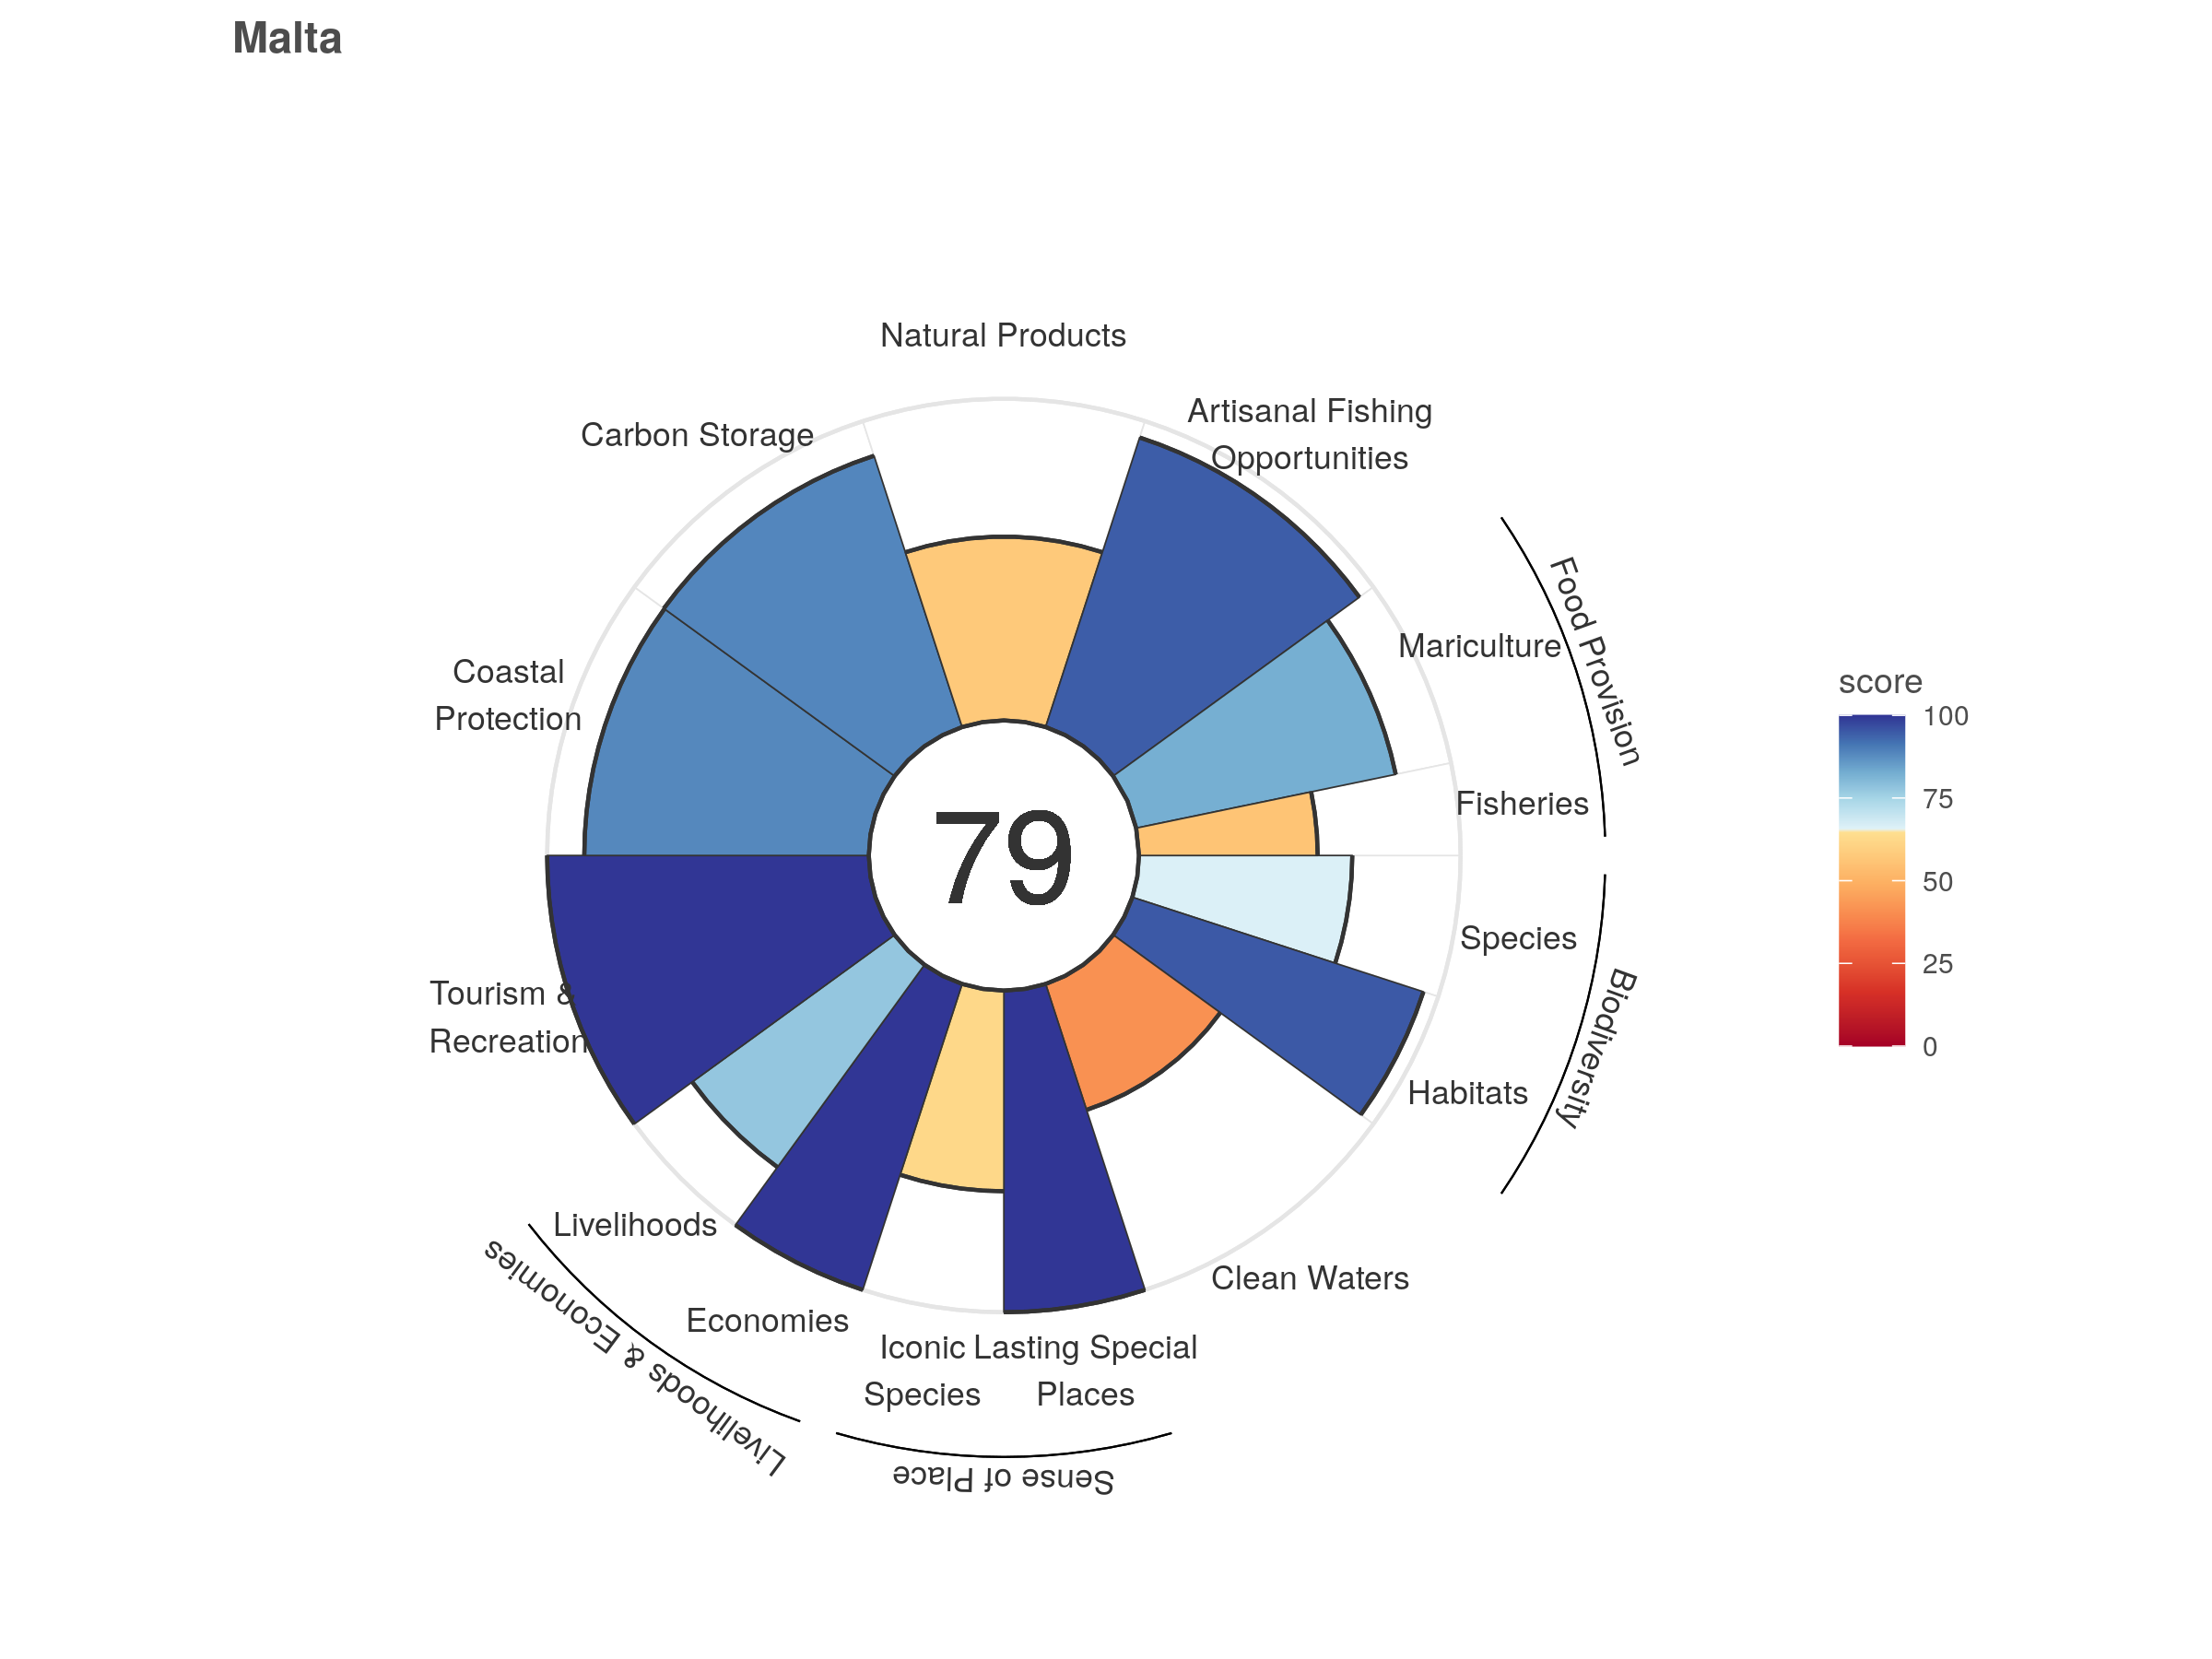 Malta
Natural Products
Artisanal Fishing
Opportunities
Carbon Storage
Food Provision
Mariculture
Coastal
Protection
Fisheries
79
score
100
75
50
25
0
Species
Biodiversity
Habitats
Tourism &
Recreation
Livelihoods
Livelihoods & Economies
Economies
Clean Waters
Iconic
Species
Lasting Special
Places
Sense of Place